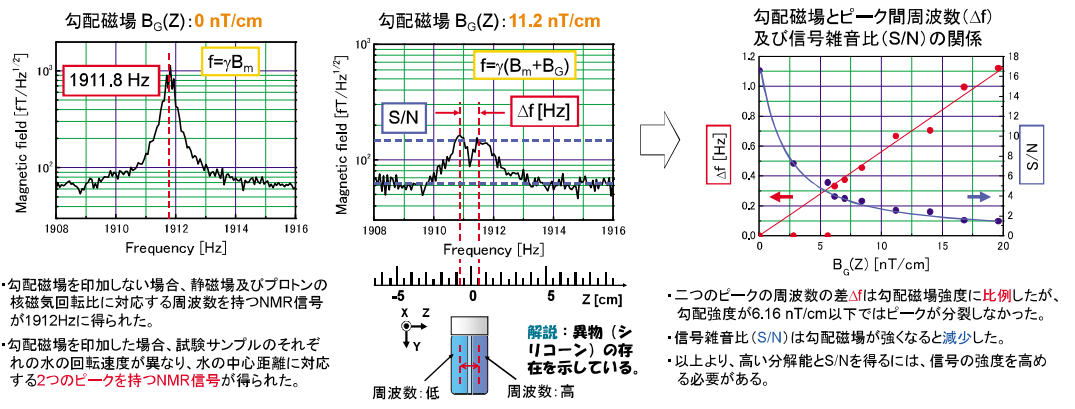 勾配磁場 BG(Z)：0 nT/cm
Magnetic field [fT/Hz1/2]
10³
10²
1911.8 Hz
f=γBm
1908 1910 1912 1914 1916
Frequency [Hz]
・勾配磁場を印加しない場合、静磁場及びプロトンの
核磁気回転比に対応する周波数を持つNMR信号
が1912Hzに得られた。
・勾配磁場を印加した場合、試験サンプルのそれぞ
れの水の回転速度が異なり、水の中心距離に対応
する2つのピークを持つNMR信号が得られた。
勾配磁場 BG(Z)：11.2 nT/cm
Magnetic field [fT/Hz1/2]
10³
10²
f=γ(Bm+BG)
S/N
Δf [Hz]
1908 1910 1912 1914 1916
Frequency [Hz]
-5 0 5 Z [cm]
X Z
Y
解説：異物（シ
リコーン）の存
在を示している。
周波数：低
周波数：高
勾配磁場とピーク間周波数（Δf）
及び信号雑音比（S/N）の関係
Δf [Hz]
1.2
1.0
0.8
0.6
0.4
0.2
0.0
18
16
14
12
10
8
6
4
2
0
S/N
0 5 10 15 20
BG(Z) [nT/cm]
・二つのピークの周波数の差Δfは勾配磁場強度に比例したが、
勾配強度が6.16 nT/cm以下ではピークが分裂しなかった。
・信号雑音比（S/N）は勾配磁場が強くなると減少した。
・以上より、高い分解能とS/Nを得るには、信号の強度を高め
る必要がある。